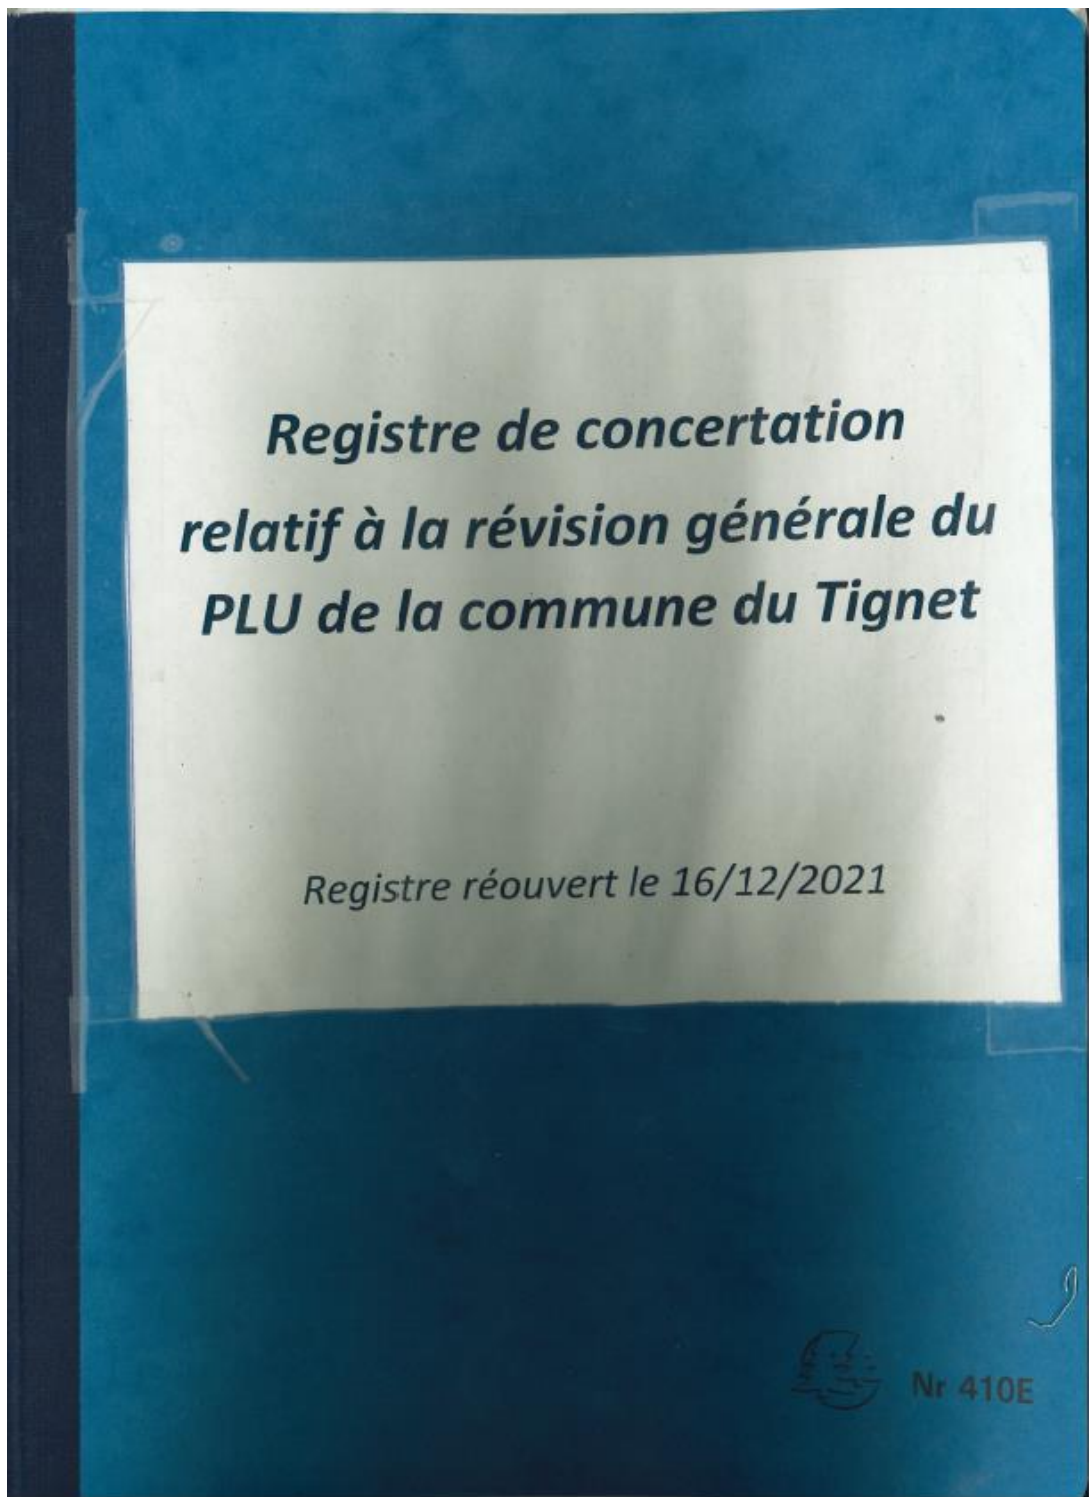 Registre de concertation
relatif à la révision générale du
PLU de la commune du Tignet
Registre réouvert le 16/12/2021
Nr 410E